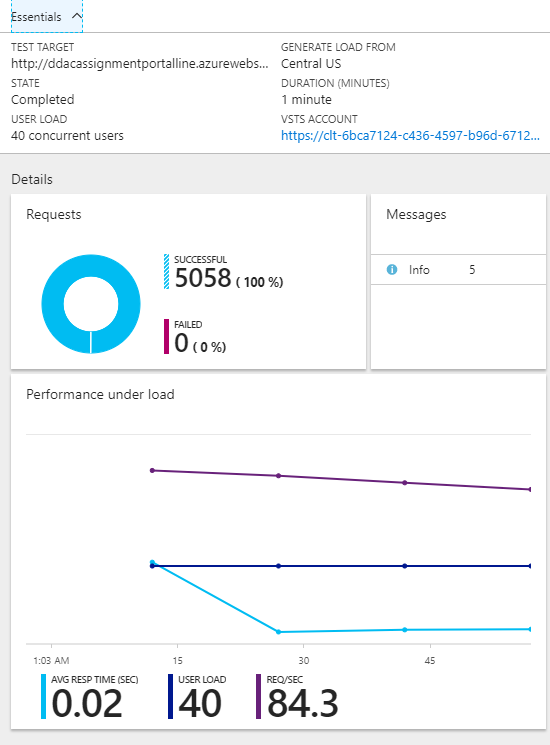 Essentials
TEST TARGET
http://ddacassignmentportalline.azurewebs...
GENERATE LOAD FROM
Central US
STATE
Completed
DURATION (MINUTES)
1 minute
USER LOAD
40 concurrent users
VSTS ACCOUNT
https://clt-6bca7124-c436-4597-b96d-6712...
Details
Requests
SUCCESSFUL
5058 ( 100 %)
FAILED
0 ( 0 %)
Messages
Info 5
Performance under load
1:03 AM 15 30 45
AVG RESP TIME (SEC)
0.02
USER LOAD
40
REQ/SEC
84.3